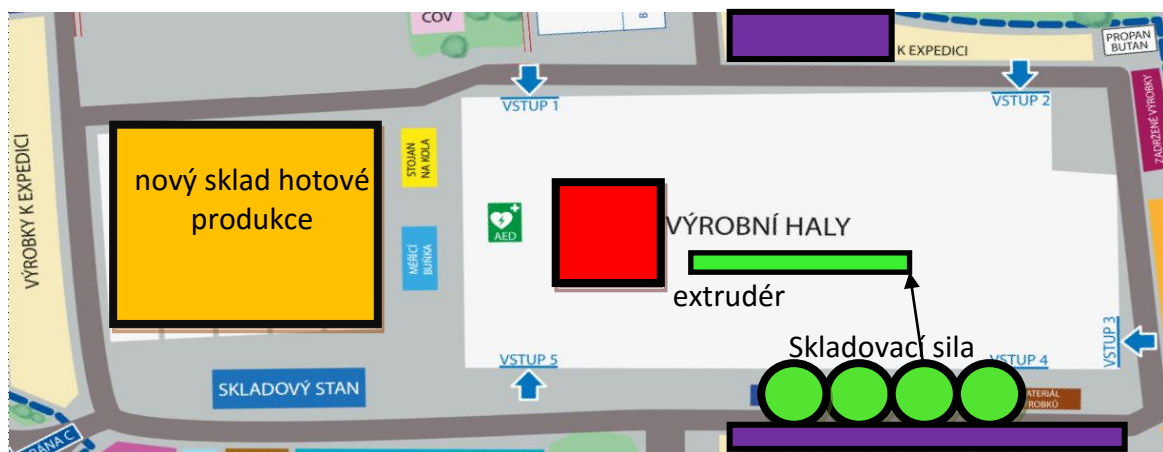 ČOV
B
K EXPEDICI
PROPAN
BUTAN
VSTUP 1
VSTUP 2
ZADRŽENÉ VÝROBKY
VÝROBKY K EXPEDICI
nový sklad hotové
produkce
STOJAN
NA KOLA
AED
MĚŘÍCÍ
BUŇKA
VÝROBNÍ HALY
extrudér
VSTUP 3
Skladovací sila
VSTUP 5
VSTUP 4
SKLADOVÝ STAN